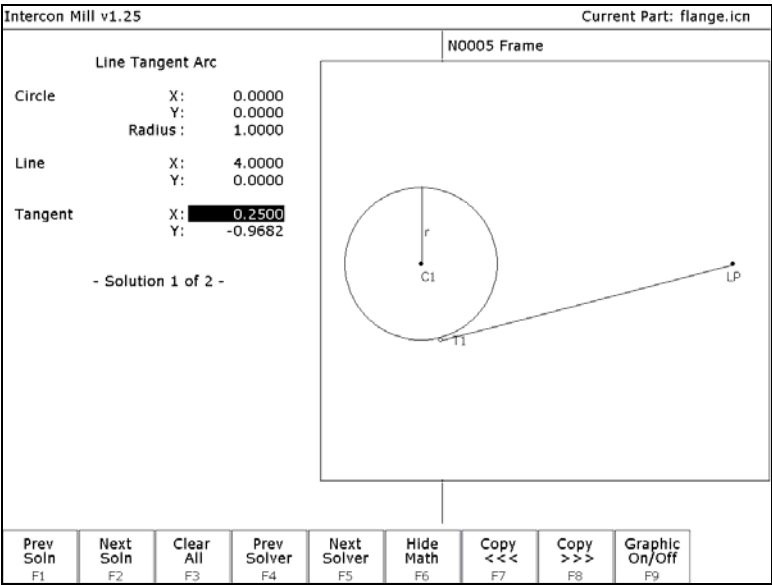 Intercon Mill v1.25 Current Part: flange.icn
N0005 Frame
Line Tangent Arc
Circle X: 0.0000
Y: 0.0000
Radius : 1.0000
Line X: 4.0000
Y: 0.0000
Tangent X: 0.2500
Y: -0.9682
- Solution 1 of 2 -
r
C1
LP
T1
Prev Soln F1
Next Soln F2
Clear All F3
Prev Solver F4
Next Solver F5
Hide Math F6
Copy <<< F7
Copy >>> F8
Graphic On/Off F9